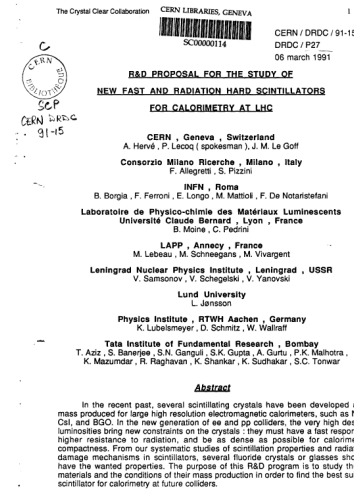 The Crystal Clear Collaboration
CERN LIBRARIES, GENEVA
1
SC00000114
CERN / DRDC / 91-15
DRDC / P27
06 march 1991
C
CERN
BIBLIOTHÈQUE
SCP
CERN DRDC
91-15
R&D PROPOSAL FOR THE STUDY OF
NEW FAST AND RADIATION HARD SCINTILLATORS
FOR CALORIMETRY AT LHC
CERN , Geneva , Switzerland
A. Hervé , P. Lecoq ( spokesman ), J. M. Le Goff
Consorzio Milano Ricerche , Milano , Italy
F. Allegretti , S. Pizzini
INFN , Roma
B. Borgia , F. Ferroni , E. Longo , M. Mattioli , F. De Notaristefani
Laboratoire de Physico-chimie des Matériaux Luminescents
Université Claude Bernard , Lyon , France
B. Moine , C. Pedrini
LAPP , Annecy , France
M. Lebeau , M. Schneegans , M. Vivargent
Leningrad Nuclear Physics Institute , Leningrad , USSR
V. Samsonov , V. Schegelski , V. Yanovski
Lund University
L. Jønsson
Physics Institute , RTWH Aachen , Germany
K. Lubelsmeyer , D. Schmitz , W. Wallraff
Tata Institute of Fundamental Research , Bombay
T. Aziz , S. Banerjee , S.N. Ganguli , S.K. Gupta , A. Gurtu , P.K. Malhotra ,
K. Mazumdar , R. Raghavan , K. Shankar , K. Sudhakar , S.C. Tonwar
Abstract
In the recent past, several scintillating crystals have been developed a
mass produced for large high resolution electromagnetic calorimeters, such as N
CsI, and BGO. In the new generation of ee and pp colliders, the very high des
luminosities bring new constraints on the crystals : they must have a fast respon
higher resistance to radiation, and be as dense as possible for calorime
compactness. From our systematic studies of scintillation properties and radia
damage mechanisms in scintillators, several fluoride crystals or glasses sho
have the wanted properties. The purpose of this R&D program is to study th
materials and the conditions of their mass production in order to find the best su
scintillator for calorimetry at future colliders.